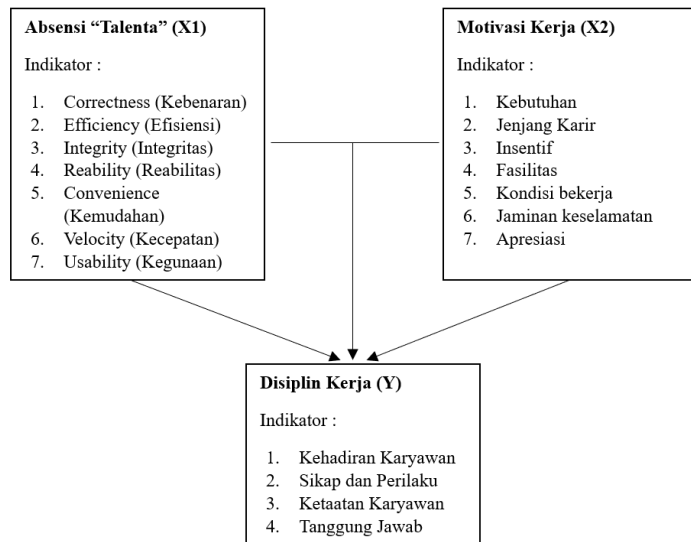 Absensi “Talenta” (X1)
Indikator :
1. Correctness (Kebenaran)
2. Efficiency (Efisiensi)
3. Integrity (Integritas)
4. Reability (Reabilitas)
5. Convenience
(Kemudahan)
6. Velocity (Kecepatan)
7. Usability (Kegunaan)
Motivasi Kerja (X2)
Indikator :
1. Kebutuhan
2. Jenjang Karir
3. Insentif
4. Fasilitas
5. Kondisi bekerja
6. Jaminan keselamatan
7. Apresiasi
Disiplin Kerja (Y)
Indikator :
1. Kehadiran Karyawan
2. Sikap dan Perilaku
3. Ketaatan Karyawan
4. Tanggung Jawab